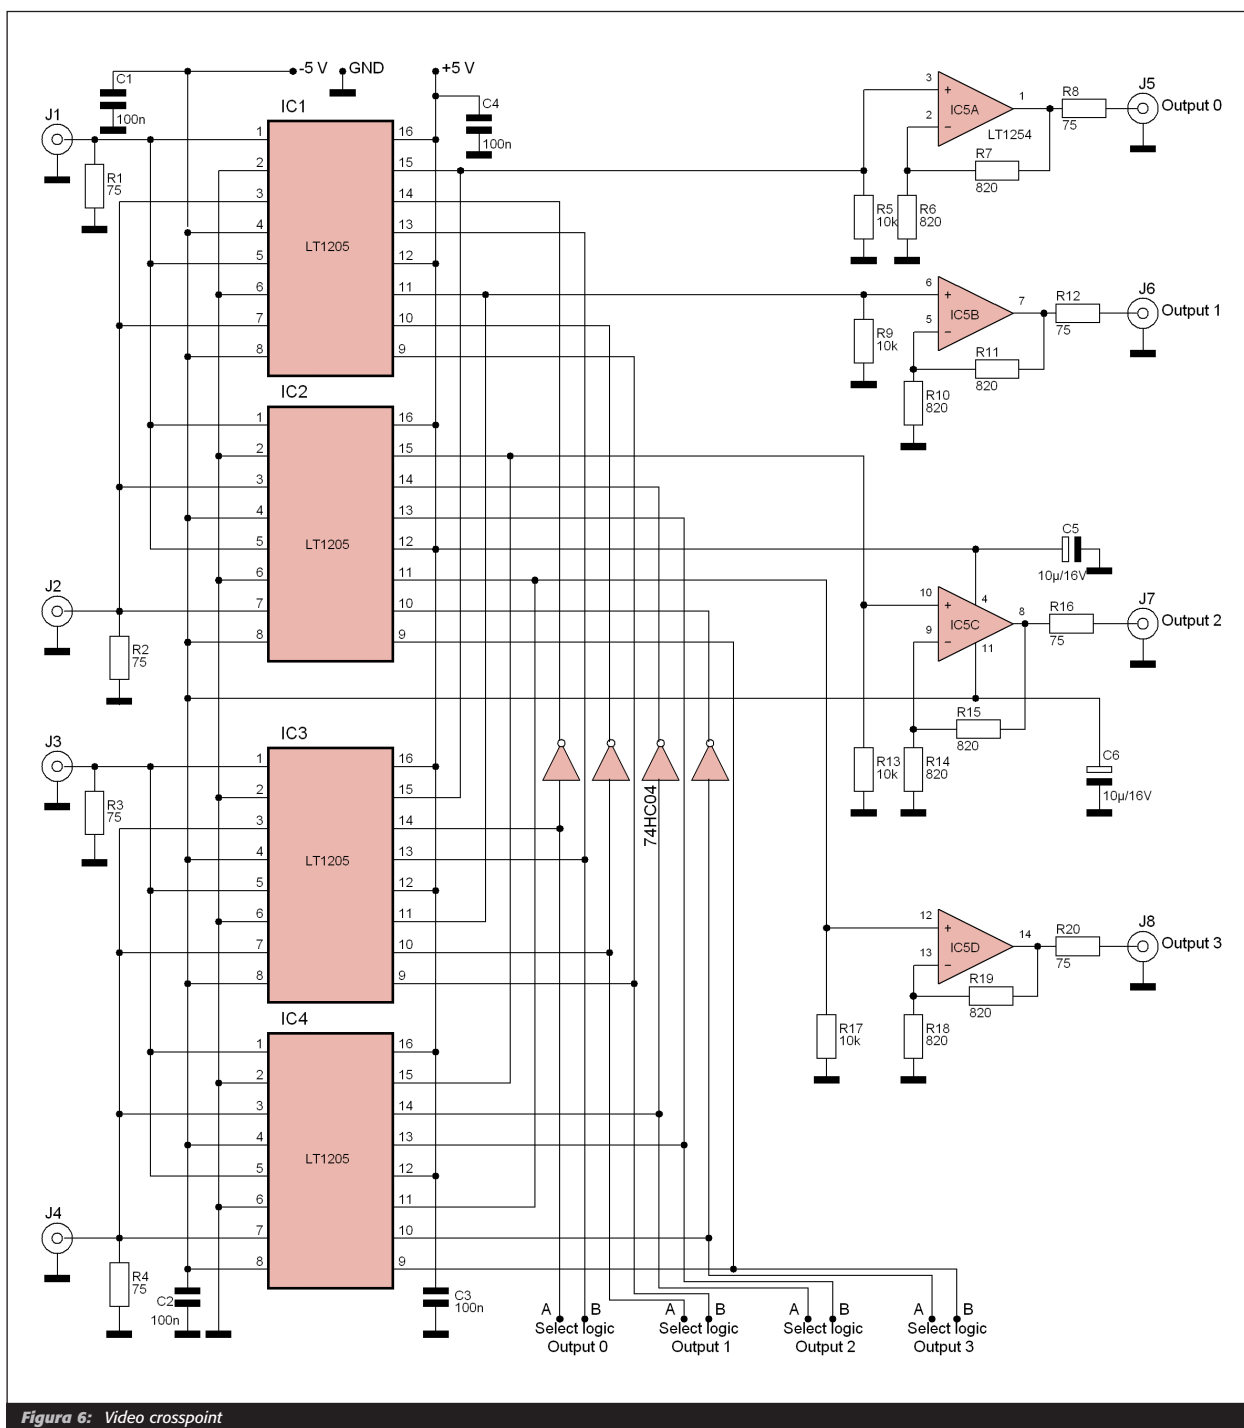 -5 V GND +5 V
C1
100n
C4
100n
J1
R1
75
IC1
LT1205
1 2 3 4 5 6 7 8
16 15 14 13 12 11 10 9
IC2
LT1205
1 2 3 4 5 6 7 8
16 15 14 13 12 11 10 9
J2
R2
75
J3
R3
75
IC3
LT1205
1 2 3 4 5 6 7 8
16 15 14 13 12 11 10 9
IC4
LT1205
1 2 3 4 5 6 7 8
16 15 14 13 12 11 10 9
J4
R4
75
C2
100n
C3
100n
74HC04
3
+
2
−
1
IC5A
LT1254
R7
820
R8
75
J5
Output 0
R5
10k
R6
820
6
+
5
−
7
IC5B
R11
820
R12
75
J6
Output 1
R9
10k
R10
820
C5
10µ/16V
10
+
9
−
4
8
11
IC5C
R15
820
R16
75
J7
Output 2
R13
10k
R14
820
C6
10µ/16V
12
+
13
−
14
IC5D
R19
820
R20
75
J8
Output 3
R17
10k
R18
820
A B
Select logic
Output 0
A B
Select logic
Output 1
A B
Select logic
Output 2
A B
Select logic
Output 3
Figura 6: Video crosspoint